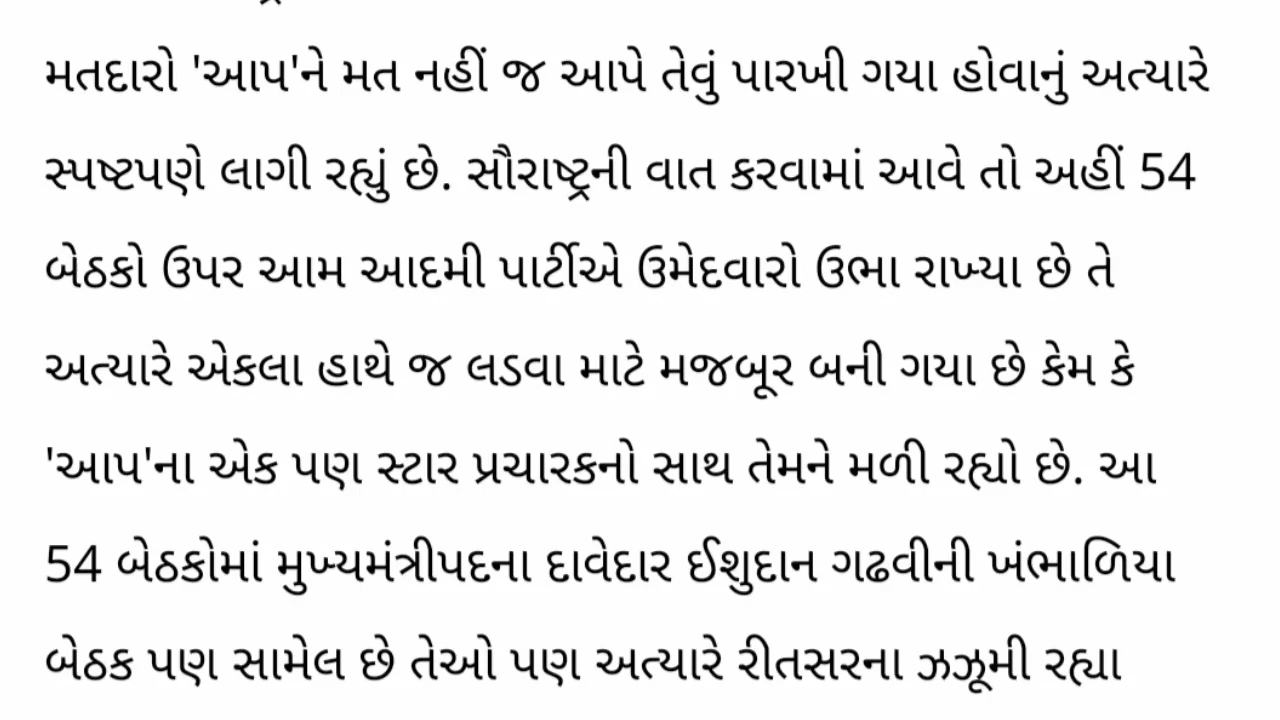 મતદારો 'આપ'ને મત નહીં જ આપે તેવું પારખી ગયા હોવાનું અત્યારે
સ્પષ્ટપણે લાગી રહ્યું છે. સૌરાષ્ટ્રની વાત કરવામાં આવે તો અહીં 54
બેઠકો ઉપર આમ આદમી પાર્ટીએ ઉમેદવારો ઉભા રાખ્યા છે તે
અત્યારે એકલા હાથે જ લડવા માટે મજબૂર બની ગયા છે કેમ કે
'આપ'ના એક પણ સ્ટાર પ્રચારકનો સાથ તેમને મળી રહ્યો છે. આ
54 બેઠકોમાં મુખ્યમંત્રીપદના દાવેદાર ઈશુદાન ગઢવીની ખંભાળિયા
બેઠક પણ સામેલ છે તેઓ પણ અત્યારે રીતસરના ઝઝૂમી રહ્યા